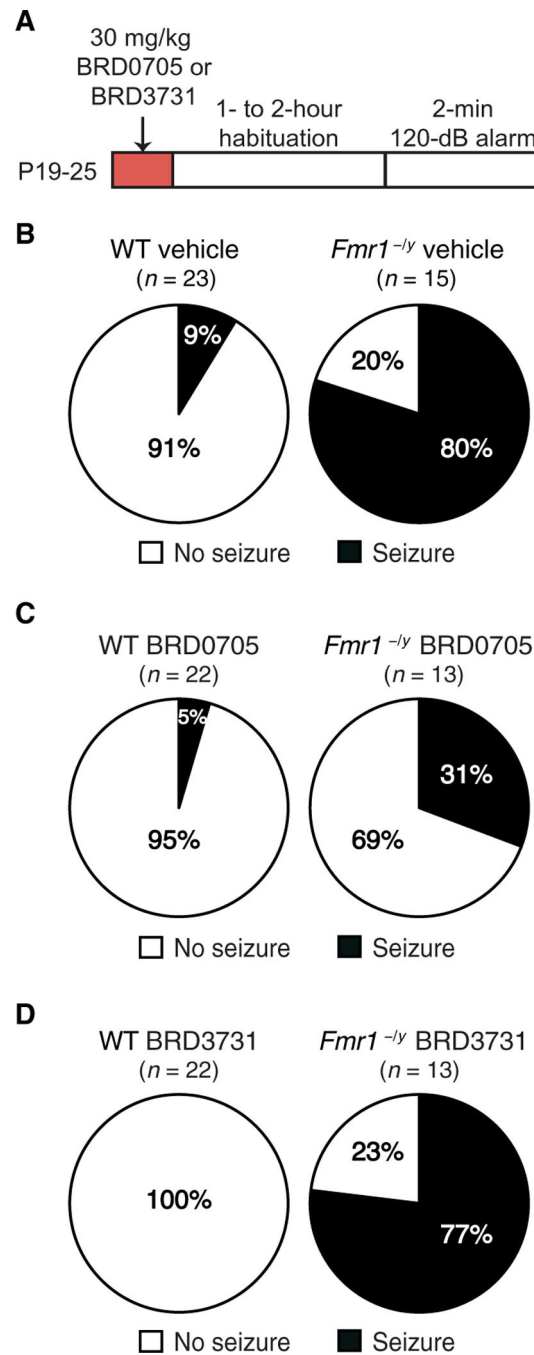 A
30 mg/kg
BRD0705 or
BRD3731
1- to 2-hour
habituation
2-min
120-dB alarm
P19-25
B
WT vehicle
(n = 23)
Fmr1 −/y vehicle
(n = 15)
9%
91%
20%
80%
No seizure
Seizure
C
WT BRD0705
(n = 22)
Fmr1 −/y BRD0705
(n = 13)
5%
95%
31%
69%
No seizure
Seizure
D
WT BRD3731
(n = 22)
Fmr1 −/y BRD3731
(n = 13)
100%
23%
77%
No seizure
Seizure